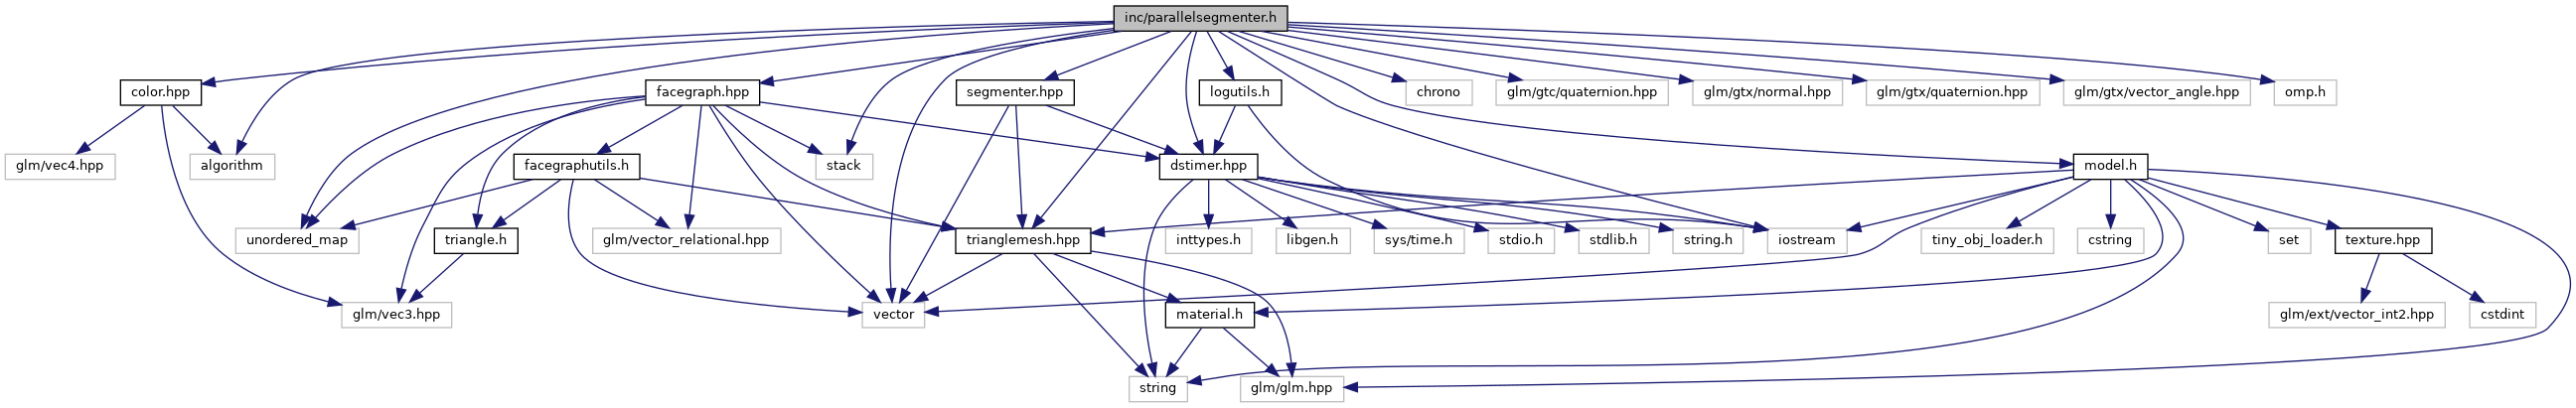 inc/parallelsegmenter.h
color.hpp
facegraph.hpp
segmenter.hpp
logutils.h
chrono
glm/gtc/quaternion.hpp
glm/gtx/normal.hpp
glm/gtx/quaternion.hpp
glm/gtx/vector_angle.hpp
omp.h
glm/vec4.hpp
algorithm
facegraphutils.h
stack
dstimer.hpp
model.h
unordered_map
triangle.h
glm/vector_relational.hpp
trianglemesh.hpp
inttypes.h
libgen.h
sys/time.h
stdio.h
stdlib.h
string.h
iostream
tiny_obj_loader.h
cstring
set
texture.hpp
glm/vec3.hpp
vector
material.h
glm/ext/vector_int2.hpp
cstdint
string
glm/glm.hpp